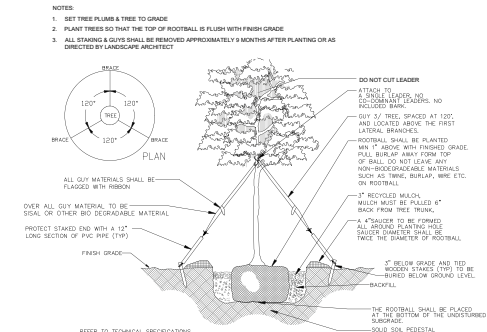 NOTES:
1. SET TREE PLUMB & TREE TO GRADE
2. PLANT TREES SO THAT THE TOP OF ROOTBALL IS FLUSH WITH FINISH GRADE
3. ALL STAKING & GUYS SHALL BE REMOVED APPROXIMATELY 9 MONTHS AFTER PLANTING OR AS
DIRECTED BY LANDSCAPE ARCHITECT
BRACE
120°
120°
TREE
120°
BRACE
BRACE
PLAN
DO NOT CUT LEADER
ATTACH TO
A SINGLE LEADER. NO
CO-DOMINANT LEADERS. NO
INCLUDED BARK.
GUY 3/ TREE, SPACED AT 120°,
AND LOCATED ABOVE THE FIRST
LATERAL BRANCHES.
ROOTBALL SHALL BE PLANTED
MIN 1" ABOVE WITH FINISHED GRADE.
PULL BURLAP AWAY FORM TOP
OF BALL. DO NOT LEAVE ANY
NON-BIODEGRADEABLE MATERIALS
SUCH AS TWINE, BURLAP, WIRE ETC.
ON ROOTBALL
ALL GUY MATERIALS SHALL BE
FLAGGED WITH RIBBON
OVER ALL GUY MATERIAL TO BE
SISAL OR OTHER BIO DEGRADABLE MATERIAL
PROTECT STAKED END WITH A 12"
LONG SECTION OF PVC PIPE (TYP)
FINISH GRADE
3" RECYCLED MULCH,
MULCH MUST BE PULLED 6"
BACK FROM TREE TRUNK,
A 4"SAUCER TO BE FORMED
ALL AROUND PLANTING HOLE
SAUCER DIAMETER SHALL BE
TWICE THE DIAMETER OF ROOTBALL
3" BELOW GRADE AND TIED
WOODEN STAKES (TYP) TO BE
BURIED BELOW GROUND LEVEL.
BACKFILL
THE ROOTBALL SHALL BE PLACED
AT THE BOTTOM OF THE UNDISTURBED
SUBGRADE.
SOLID SOIL PEDESTAL
REFER TO TECHNICAL SPECIFICATIONS